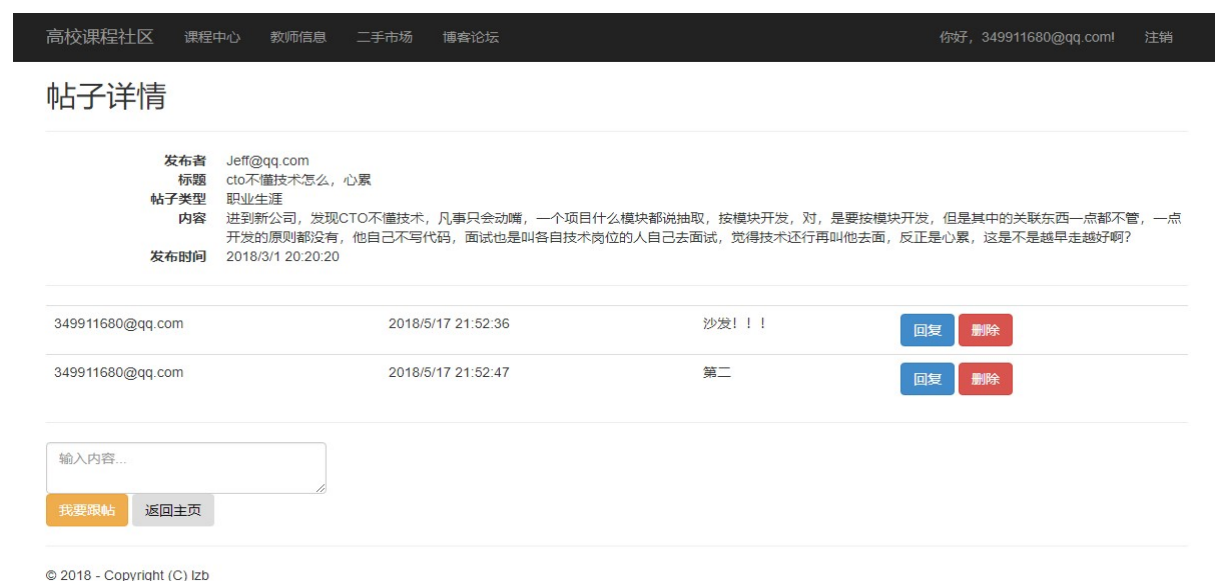 高校课程社区 课程中心 教师信息 二手市场 博客论坛 你好，349911680@qq.com! 注销
帖子详情
发布者 Jeff@qq.com
标题 cto不懂技术怎么，心累
帖子类型 职业生涯
内容 进到新公司，发现CTO不懂技术，凡事只会动嘴，一个项目什么模块都说抽取，按模块开发，对，是要按模块开发，但是其中的关联东西一点都不管，一点
开发的原则都没有，他自己不写代码，面试也是叫各自技术岗位的人自己去面试，觉得技术还行再叫他去面，反正是心累，这是不是越早走越好啊?
发布时间 2018/3/1 20:20:20
349911680@qq.com 2018/5/17 21:52:36 沙发！！！ 回复 删除
349911680@qq.com 2018/5/17 21:52:47 第二 回复 删除
输入内容...
我要跟帖 返回主页
© 2018 - Copyright (C) lzb